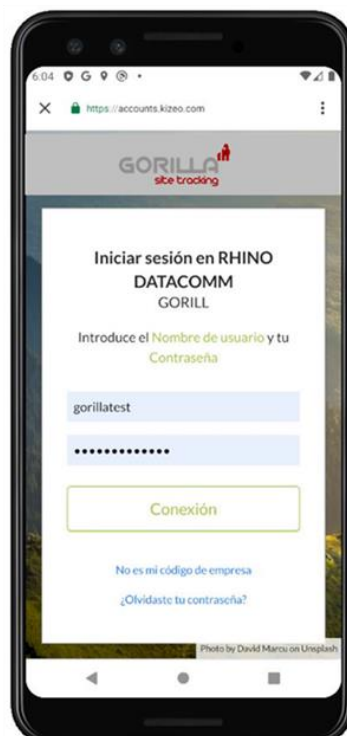 6:04
https://accounts.kizeo.com
GORILLA
site tracking
Iniciar sesión en RHINO
DATACOMM
GORILL
Introduce el Nombre de usuario y tu
Contraseña
gorillatest
•••••••••••••
Conexión
No es mi código de empresa
¿Olvidaste tu contraseña?
Photo by David Marcu on Unsplash